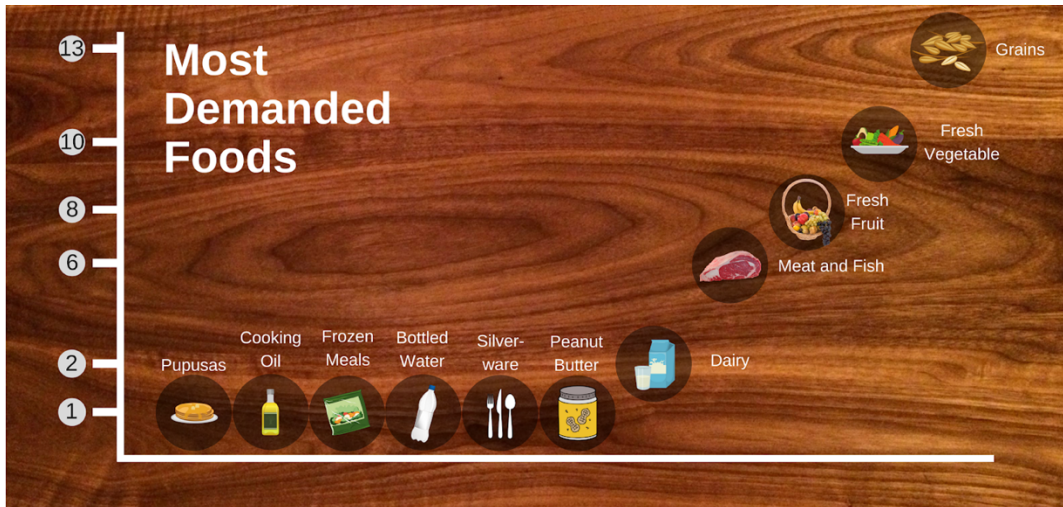 Most
Demanded
Foods
13
10
8
6
2
1
Grains
Fresh
Vegetable
Fresh
Fruit
Meat and Fish
Dairy
Peanut
Butter
Silver-
ware
Bottled
Water
Frozen
Meals
Cooking
Oil
Pupusas